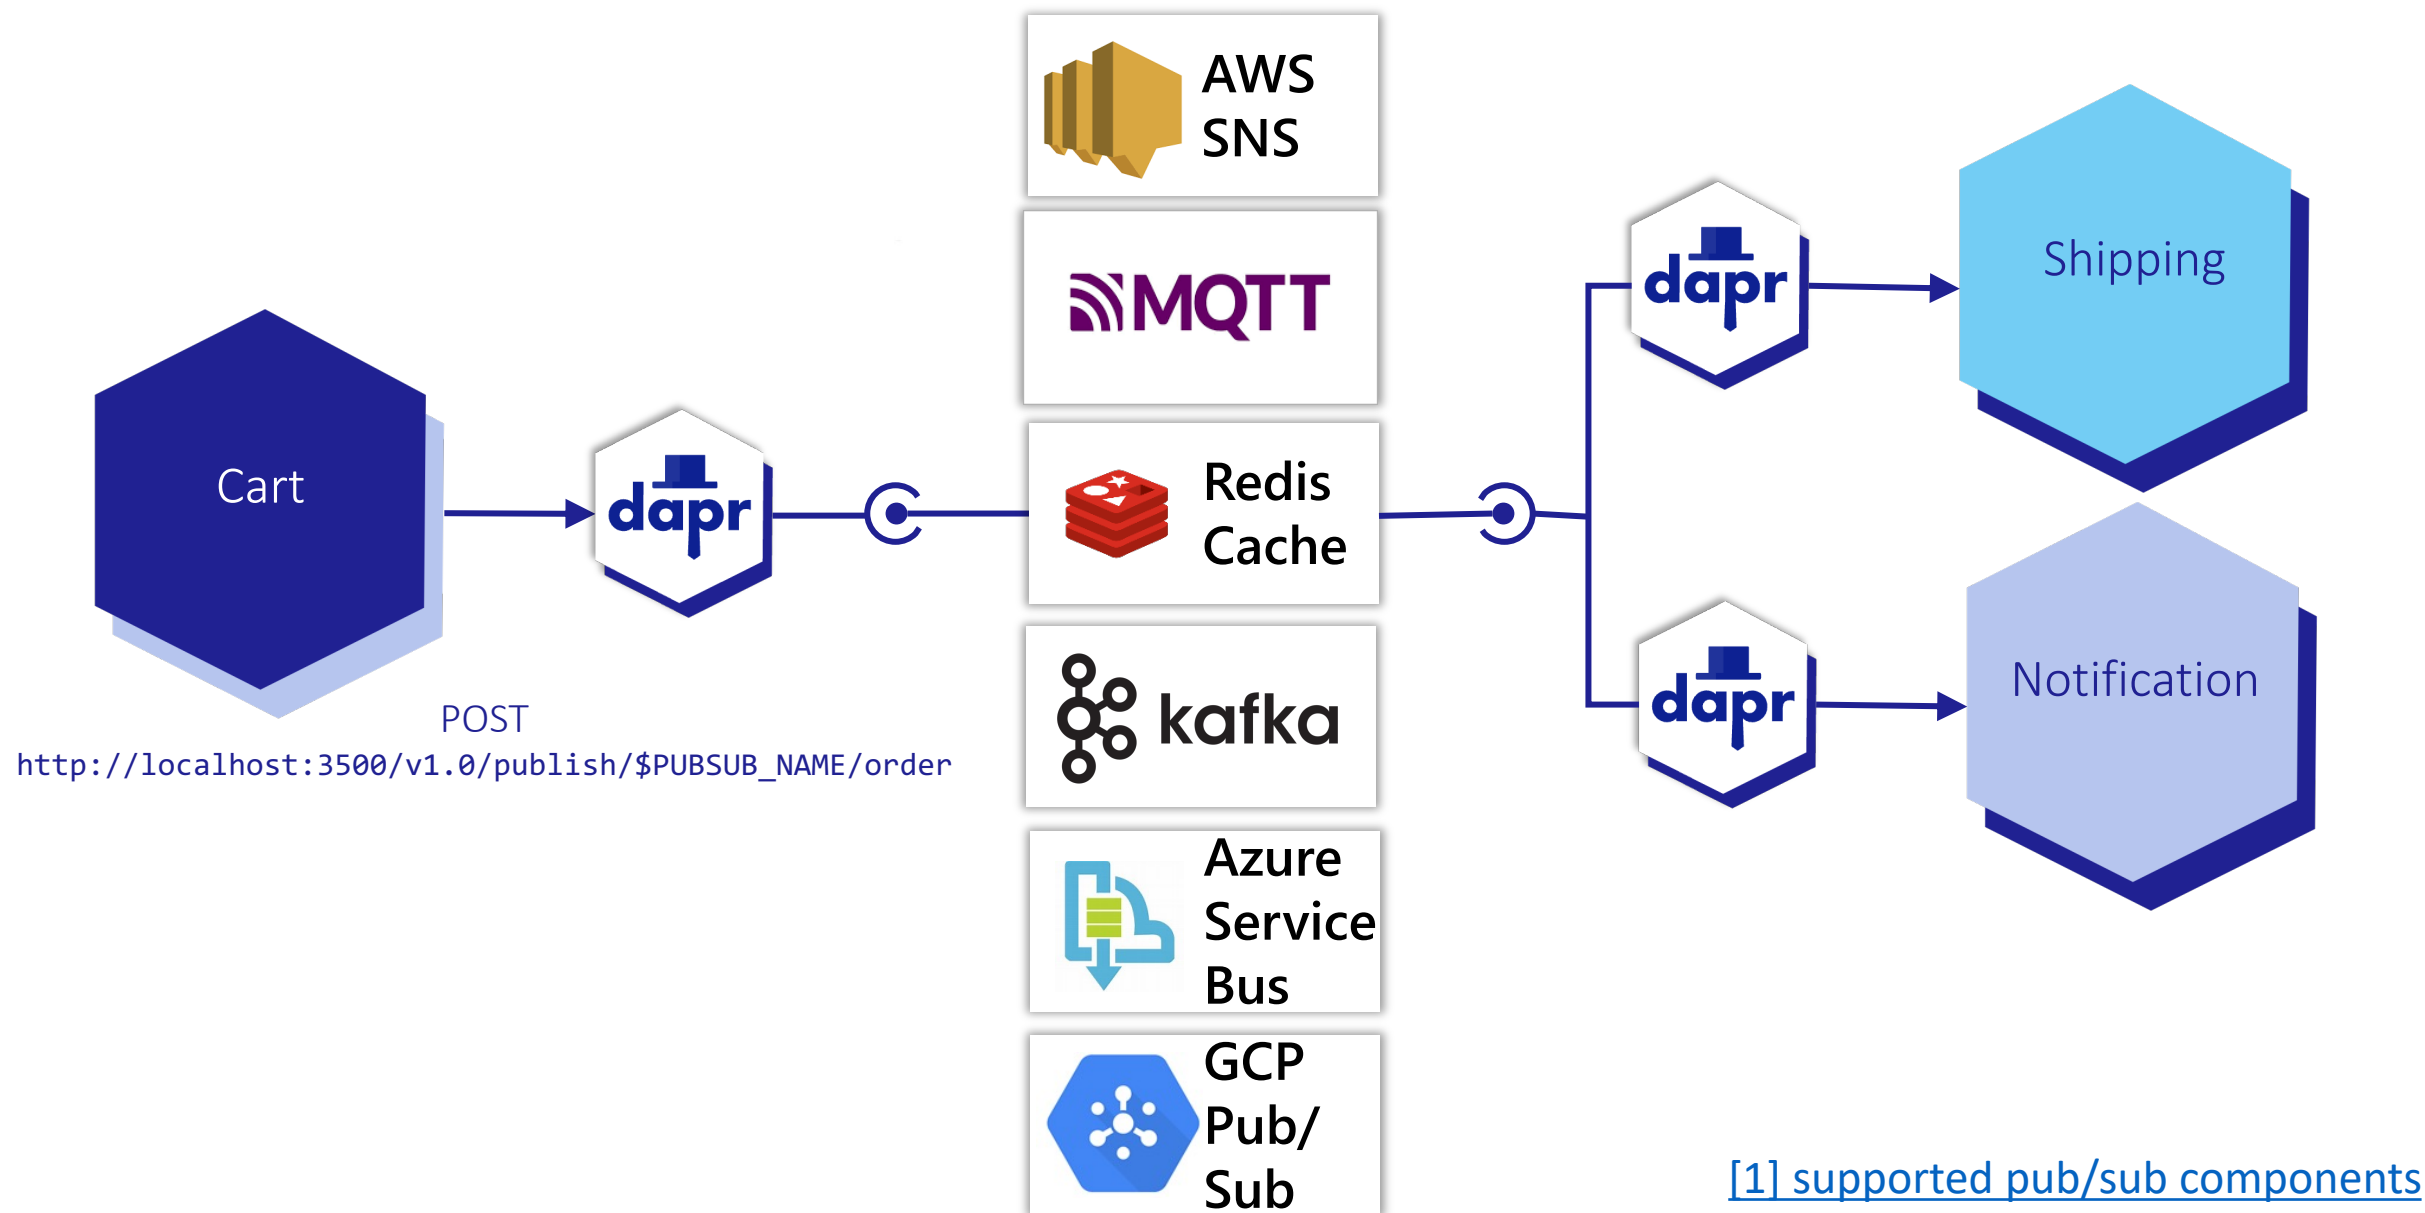 AWS
SNS
MQTT
Cart
dapr
Redis
Cache
dapr
Shipping
dapr
Notification
POST
http://localhost:3500/v1.0/publish/$PUBSUB_NAME/order
kafka
Azure
Service
Bus
GCP
Pub/
Sub
[1] supported pub/sub components